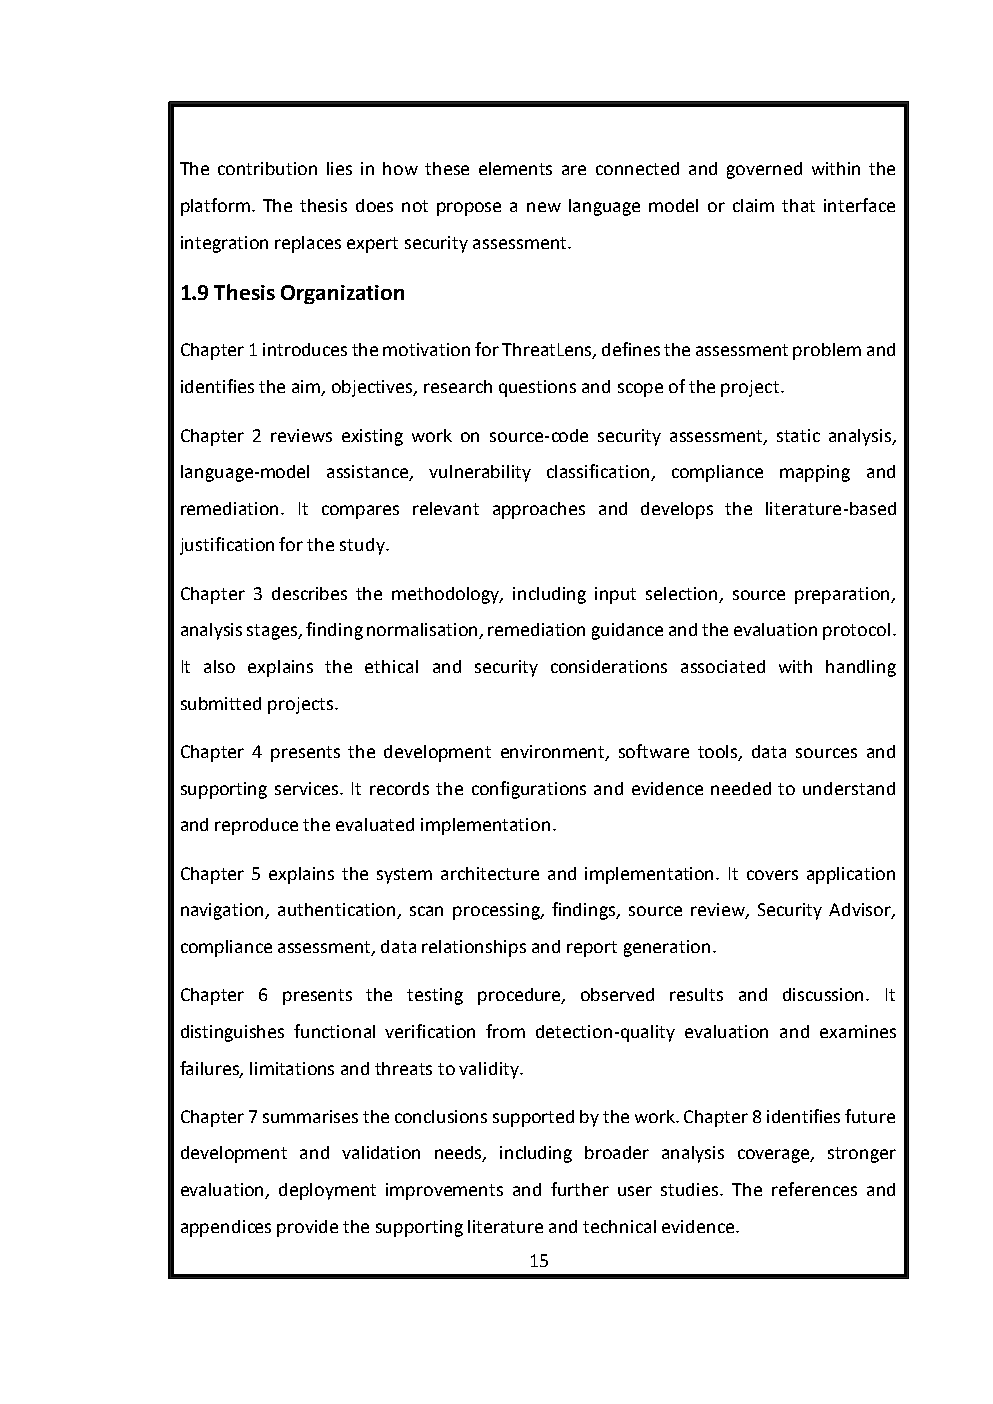 The contribution lies in how these elements are connected and governed within the
platform. The thesis does not propose a new language model or claim that interface
integration replaces expert security assessment.
1.9 Thesis Organization
Chapter 1 introduces the motivation for ThreatLens, defines the assessment problem and
identifies the aim, objectives, research questions and scope of the project.
Chapter 2 reviews existing work on source-code security assessment, static analysis,
language-model assistance, vulnerability classification, compliance mapping and
remediation. It compares relevant approaches and develops the literature-based
justification for the study.
Chapter 3 describes the methodology, including input selection, source preparation,
analysis stages, finding normalisation, remediation guidance and the evaluation protocol.
It also explains the ethical and security considerations associated with handling
submitted projects.
Chapter 4 presents the development environment, software tools, data sources and
supporting services. It records the configurations and evidence needed to understand
and reproduce the evaluated implementation.
Chapter 5 explains the system architecture and implementation. It covers application
navigation, authentication, scan processing, findings, source review, Security Advisor,
compliance assessment, data relationships and report generation.
Chapter 6 presents the testing procedure, observed results and discussion. It
distinguishes functional verification from detection-quality evaluation and examines
failures, limitations and threats to validity.
Chapter 7 summarises the conclusions supported by the work. Chapter 8 identifies future
development and validation needs, including broader analysis coverage, stronger
evaluation, deployment improvements and further user studies. The references and
appendices provide the supporting literature and technical evidence.
15